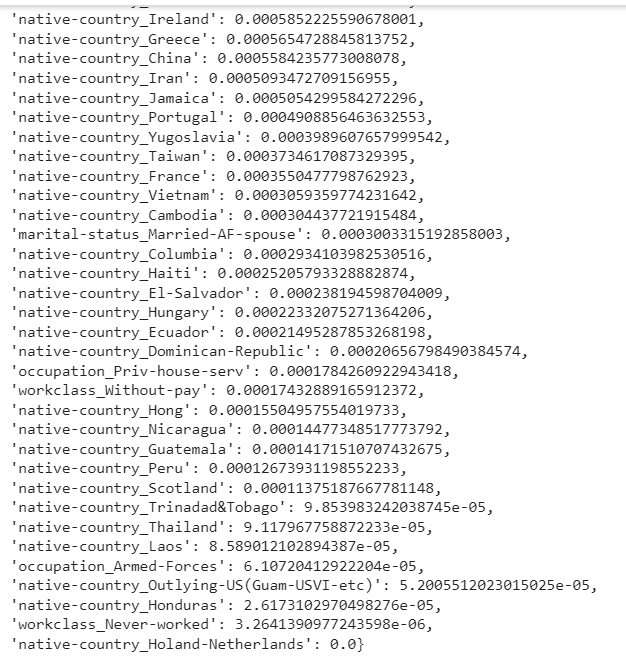 'native-country_Ireland': 0.0005852225590678001,
'native-country_Greece': 0.0005654728845813752,
'native-country_China': 0.0005584235773008078,
'native-country_Iran': 0.0005093472709156955,
'native-country_Jamaica': 0.0005054299584272296,
'native-country_Portugal': 0.0004908856463632553,
'native-country_Yugoslavia': 0.0003989607657999542,
'native-country_Taiwan': 0.0003734617087329395,
'native-country_France': 0.0003550477798762923,
'native-country_Vietnam': 0.0003059359774231642,
'native-country_Cambodia': 0.000304437721915484,
'marital-status_Married-AF-spouse': 0.0003003315192858003,
'native-country_Columbia': 0.0002934103982530516,
'native-country_Haiti': 0.00025205793328882874,
'native-country_El-Salvador': 0.000238194598704009,
'native-country_Hungary': 0.00022332075271364206,
'native-country_Ecuador': 0.00021495287853268198,
'native-country_Dominican-Republic': 0.00020656798490384574,
'occupation_Priv-house-serv': 0.0001784260922943418,
'workclass_Without-pay': 0.00017432889165912372,
'native-country_Hong': 0.00015504957554019733,
'native-country_Nicaragua': 0.00014477348517773792,
'native-country_Guatemala': 0.00014171510707432675,
'native-country_Peru': 0.00012673931198552233,
'native-country_Scotland': 0.00011375187667781148,
'native-country_Trinadad&Tobago': 9.853983242038745e-05,
'native-country_Thailand': 9.117967758872233e-05,
'native-country_Laos': 8.589012102894387e-05,
'occupation_Armed-Forces': 6.10720412922204e-05,
'native-country_Outlying-US(Guam-USVI-etc)': 5.2005512023015025e-05,
'native-country_Honduras': 2.6173102970498276e-05,
'workclass_Never-worked': 3.2641390977243598e-06,
'native-country_Holand-Netherlands': 0.0}